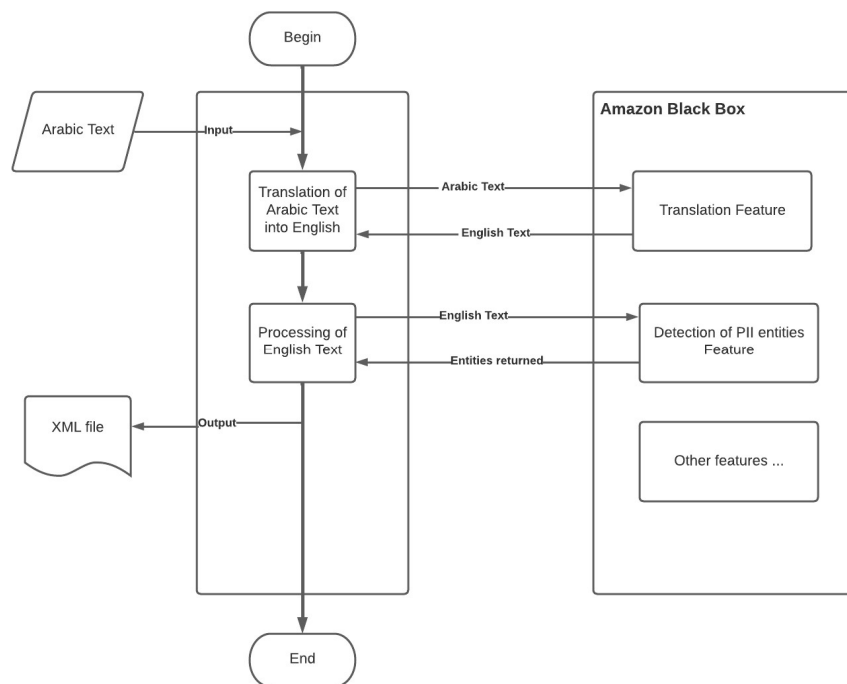 Begin
Amazon Black Box
Arabic Text
Input
Translation of
Arabic Text
into English
Arabic Text
English Text
Translation Feature
Processing of
English Text
English Text
Entities returned
Detection of PII entities
Feature
XML file
Output
Other features ...
End